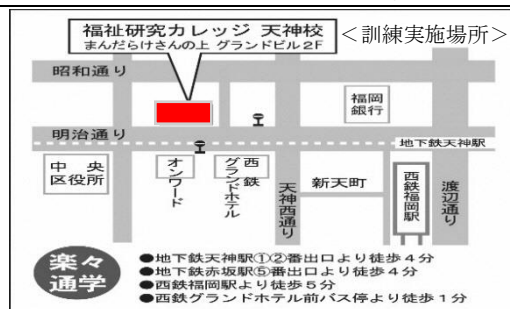 福祉研究カレッジ 天神校
まんだらけさんの上 グランドビル2F
<訓練実施場所>
昭和通り
福岡
銀行
明治通り
地下鉄天神駅
中央
区役所
オンワード
西鉄
グランドホテル
天神西通り
新天町
西鉄福岡駅
渡辺通り
楽々
通学
●地下鉄天神駅①②番出口より徒歩4分
●地下鉄赤坂駅⑤番出口より徒歩4分
●西鉄福岡駅より徒歩5分
●西鉄グランドホテル前バス停より徒歩1分